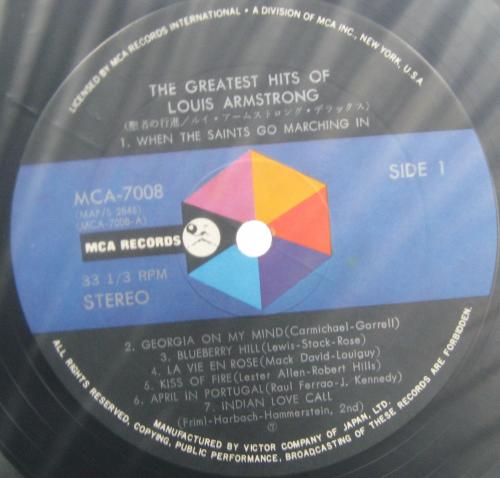 LICENSED BY MCA RECORDS INTERNATIONAL • A DIVISION OF MCA INC., NEW YORK, U.S.A
THE GREATEST HITS OF
LOUIS ARMSTRONG
(聖者の行進/ルイ・アームストロング・デラックス)
1. WHEN THE SAINTS GO MARCHING IN
MCA-7008
(MAP/S 2846)
(MCA-7008-A)
SIDE 1
MCA RECORDS
33 1/3 RPM
STEREO
2. GEORGIA ON MY MIND(Carmichael-Gorrell)
3. BLUEBERRY HILL(Lewis-Stock-Rose)
4. LA VIE EN ROSE(Mack David-Louiguy)
5. KISS OF FIRE(Lester Allen-Robert Hills)
6. APRIL IN PORTUGAL(Raul Ferrao-J. Kennedy)
7. INDIAN LOVE CALL
(Friml-Harbach-Hammerstein, 2nd)
MANUFACTURED BY VICTOR COMPANY OF JAPAN, LTD.
ALL RIGHTS RESERVED, COPYING, PUBLIC PERFORMANCE, BROADCASTING OF THESE RECORDS ARE FORBIDDEN.